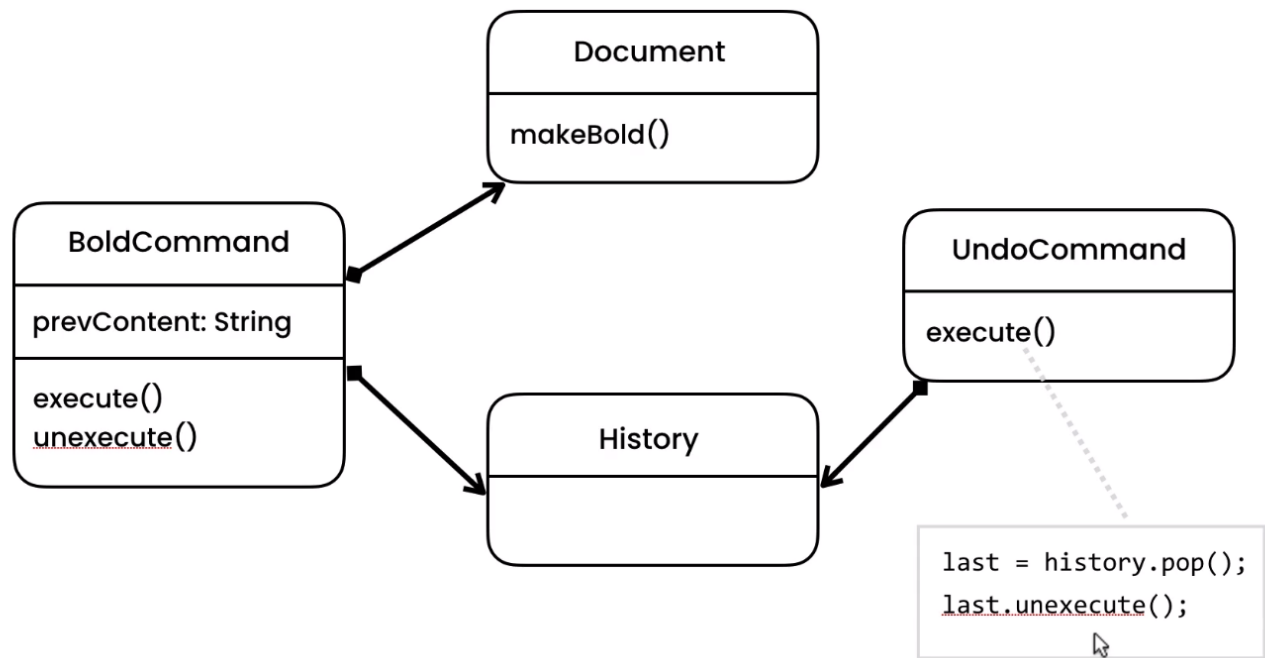 Document
makeBold()
BoldCommand
prevContent: String
execute()
unexecute()
UndoCommand
execute()
History
last = history.pop();
last.unexecute();